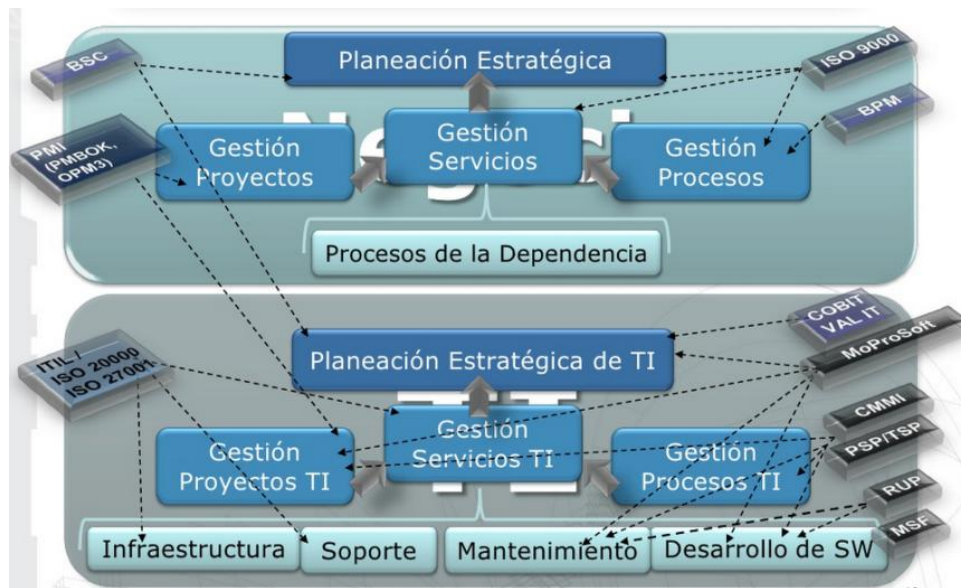 BSC
Planeación Estratégica
ISO 9000
BPM
PMI
(PMBOK,
OPM3)
Gestión
Proyectos
Gestión
Servicios
Gestión
Procesos
Procesos de la Dependencia
COBIT
VAL IT
MoProSoft
ITIL /
ISO 20000
ISO 27001
Planeación Estratégica de TI
CMMI
PSP/TSP
Gestión
Proyectos TI
Gestión
Servicios TI
Gestión
Procesos TI
RUP
MSF
Infraestructura
Soporte
Mantenimiento
Desarrollo de SW